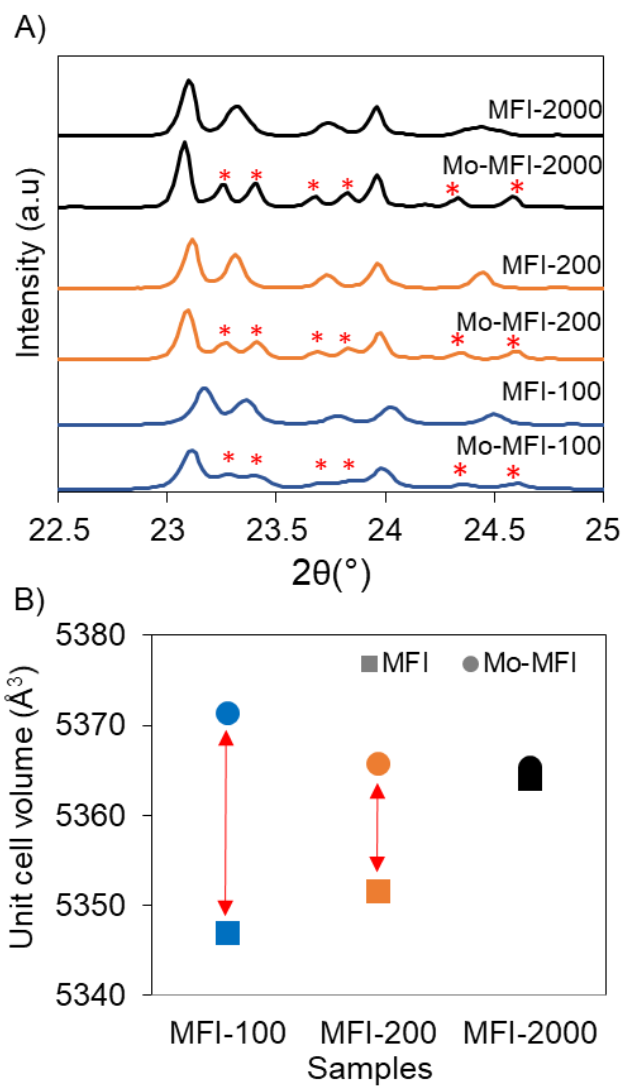 A)
Intensity (a.u)
MFI-2000
* * * * * *
Mo-MFI-2000
MFI-200
* * * * * *
Mo-MFI-200
MFI-100
* * * * * *
Mo-MFI-100
22.5 23 23.5 24 24.5 25
2θ(°)
B)
Unit cell volume (Å³)
5380
5370
5360
5350
5340
MFI Mo-MFI
MFI-100 MFI-200 MFI-2000
Samples